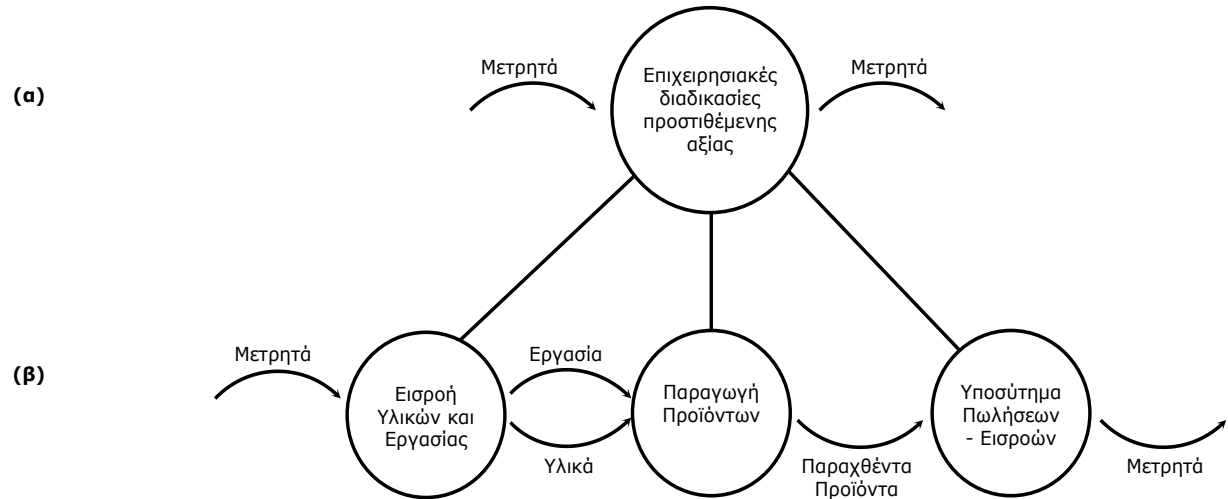 (α)
Μετρητά
Επιχειρησιακές
διαδικασίες
προστιθέμενης
αξίας
Μετρητά
(β)
Μετρητά
Εισροή
Υλικών και
Εργασίας
Εργασία
Υλικά
Παραγωγή
Προϊόντων
Παραχθέντα
Προϊόντα
Υποσύτημα
Πωλήσεων
- Εισροών
Μετρητά